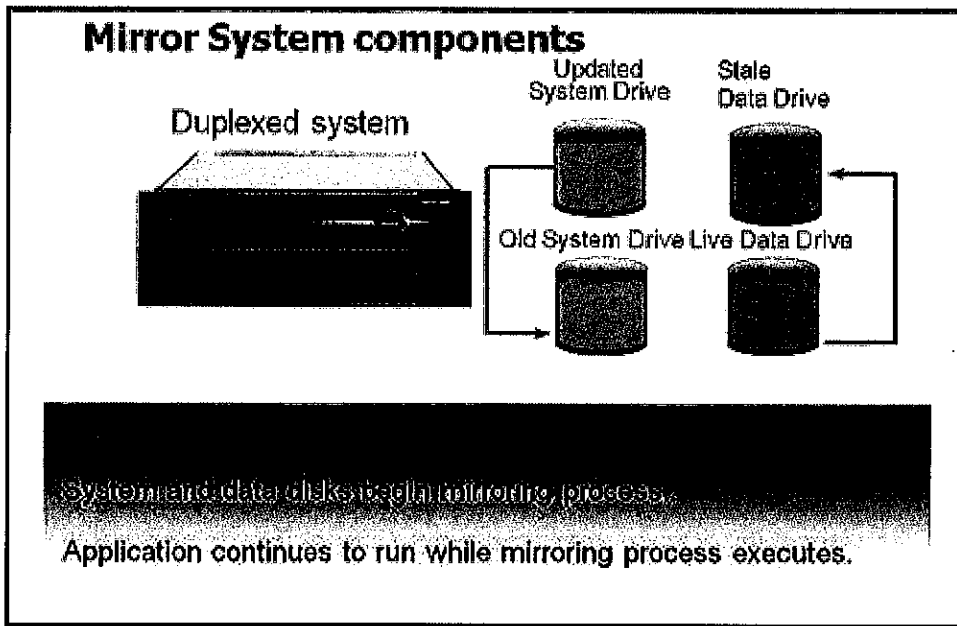 Mirror System components
Updated
System Drive
Stale
Data Drive
Duplexed system
Old System Drive Live Data Drive
System and data disks begin mirroring process.
Application continues to run while mirroring process executes.